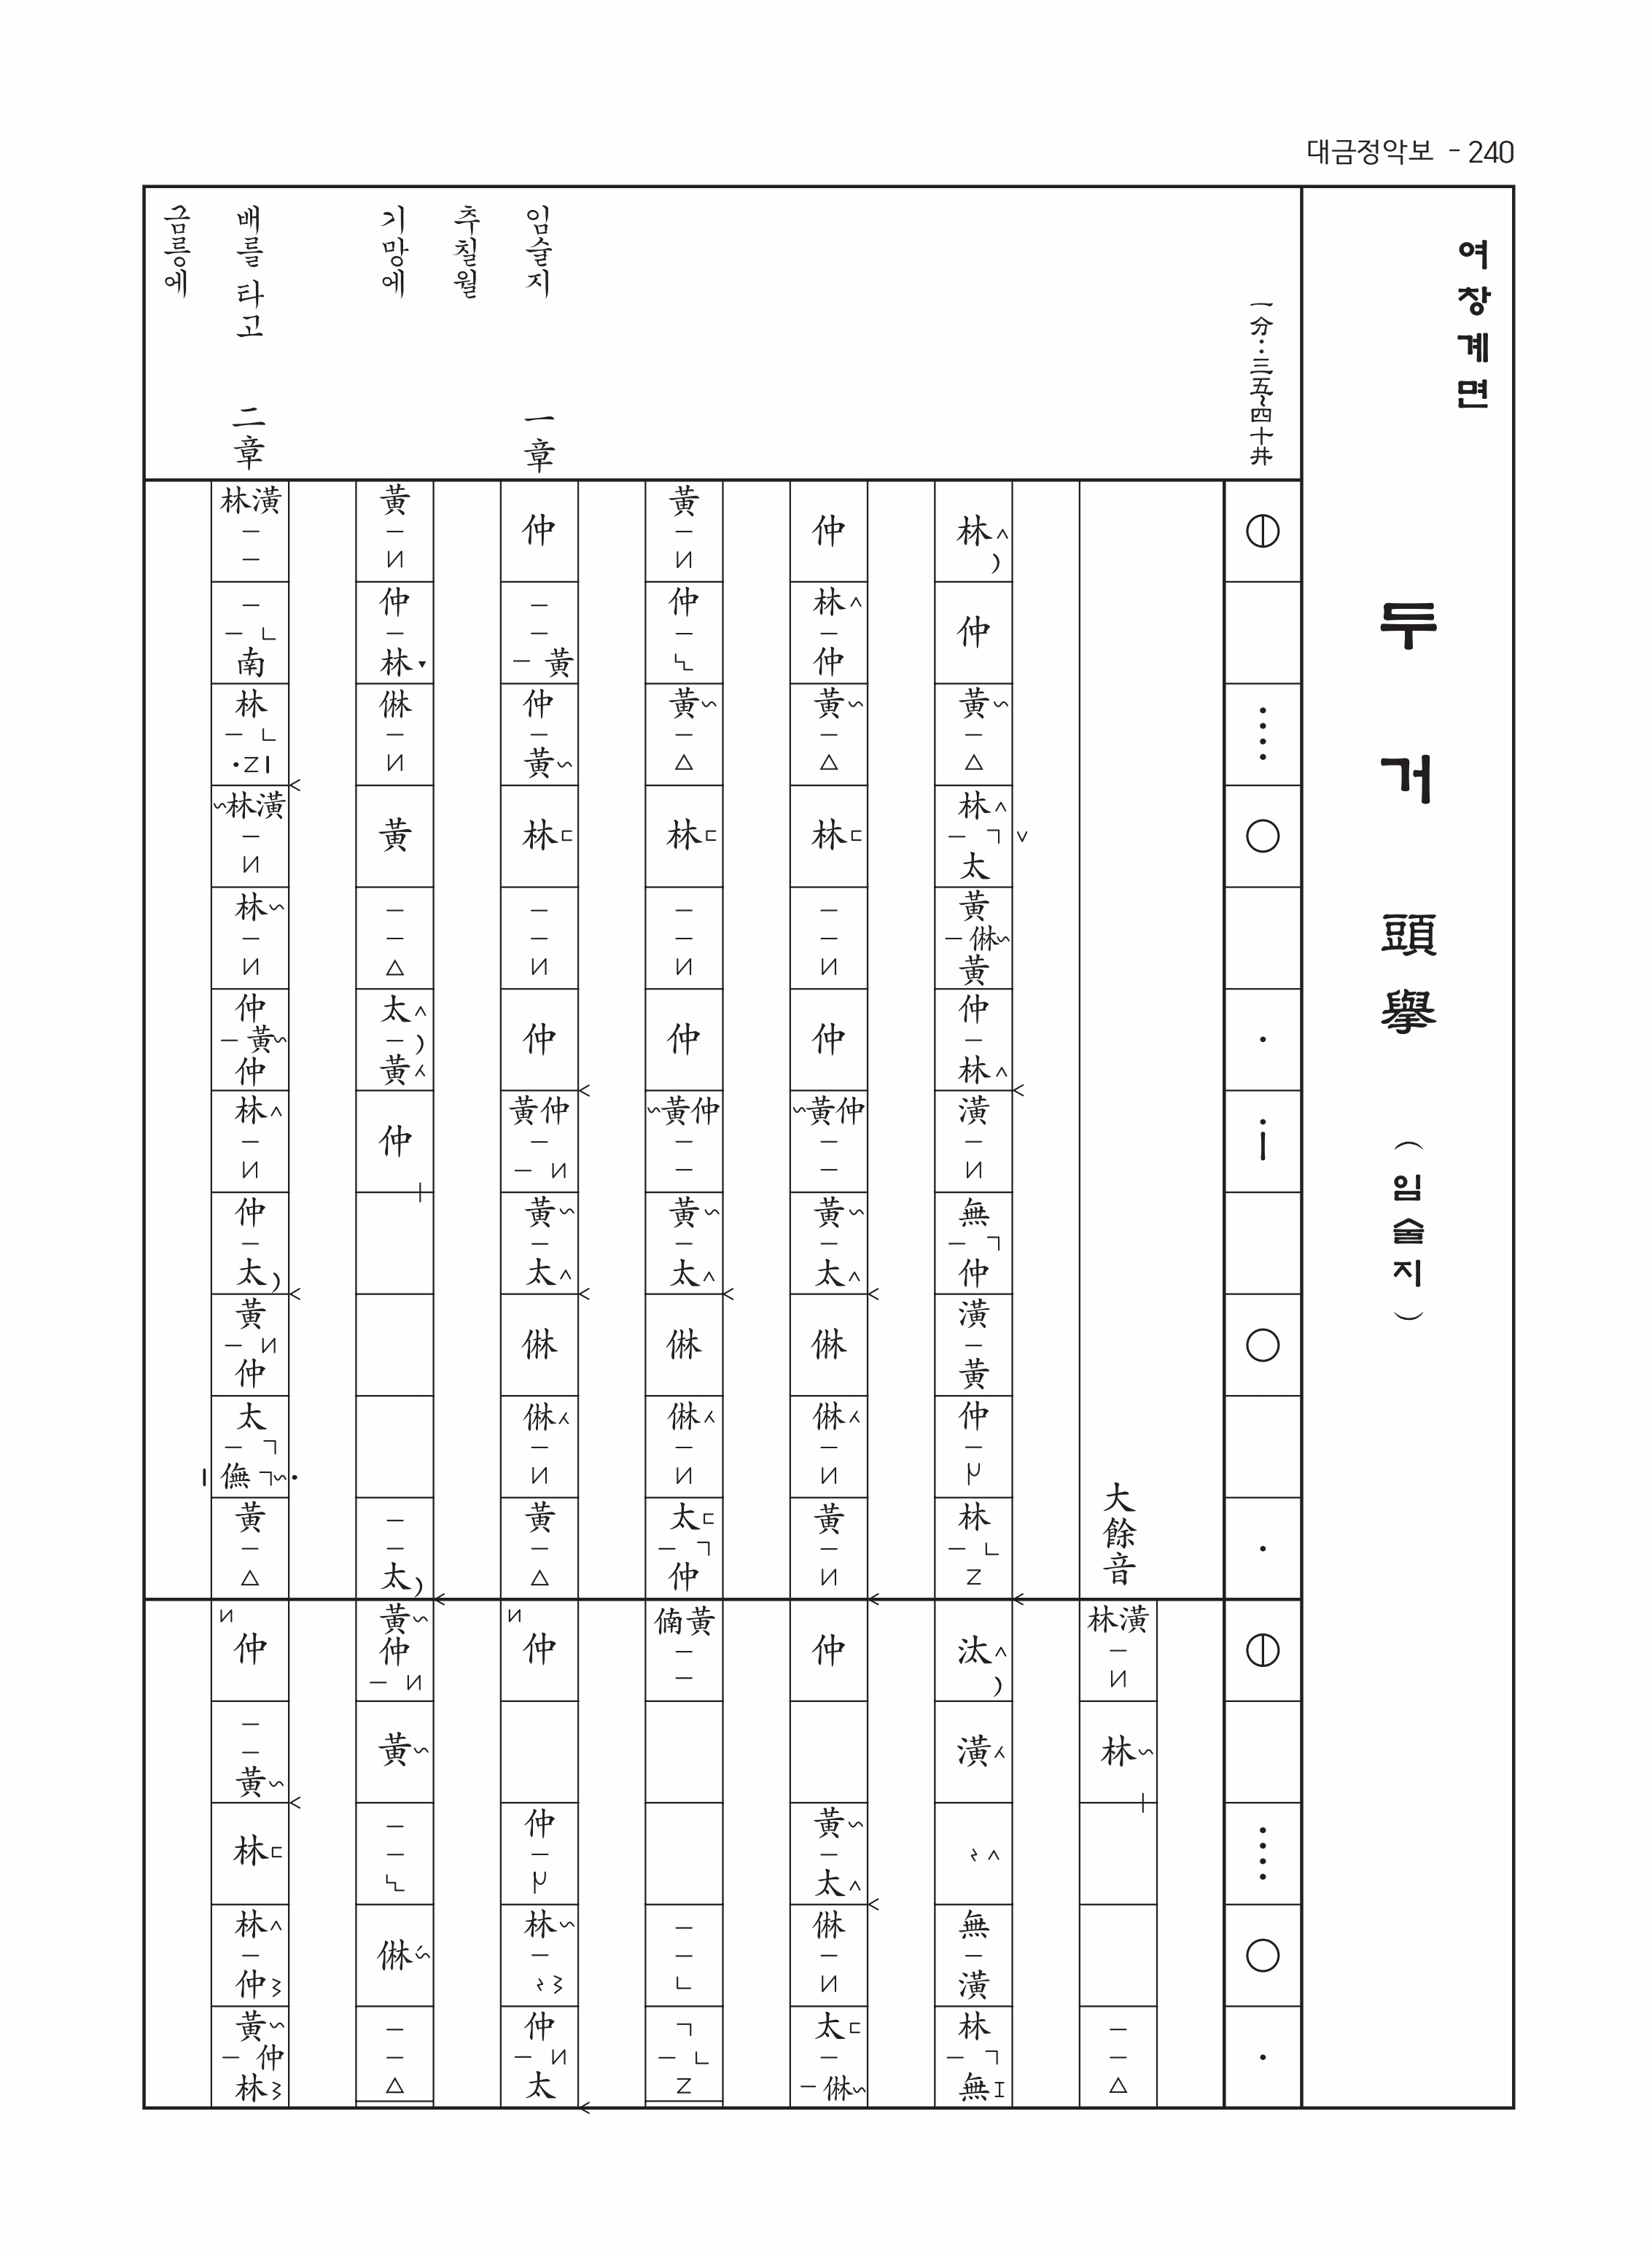 대금정악보 - 240
여창계면
두거 頭擧 (임술지)
一分‥三五~四十井
大餘音
林潢 林
林 仲 黃 林 太 黃 㑣 黃 仲 林 潢 無 仲 潢 黃 仲 林 汰 潢 無 潢 林 無
仲 林 仲 黃 林 仲 黃仲 黃 太 㑣 㑣 黃 仲 黃 太 㑣 太 㑣
黃 仲 黃 林 仲 黃仲 黃 太 㑣 㑣 太 仲 㑲黃
임술지 一章
仲 黃 仲 黃 林 仲 黃仲 黃 太 㑣 㑣 黃 仲 仲 林 仲 太
추칠월
기망에
黃 仲 林 㑣 黃 太 黃 仲 太 黃 仲 黃 㑣
배를 타고 二章
林潢 南 林 林潢 林 仲 黃 仲 林 仲 太 黃 仲 太 㒇 黃 仲 黃 林 林 仲 黃 仲 林
금릉에